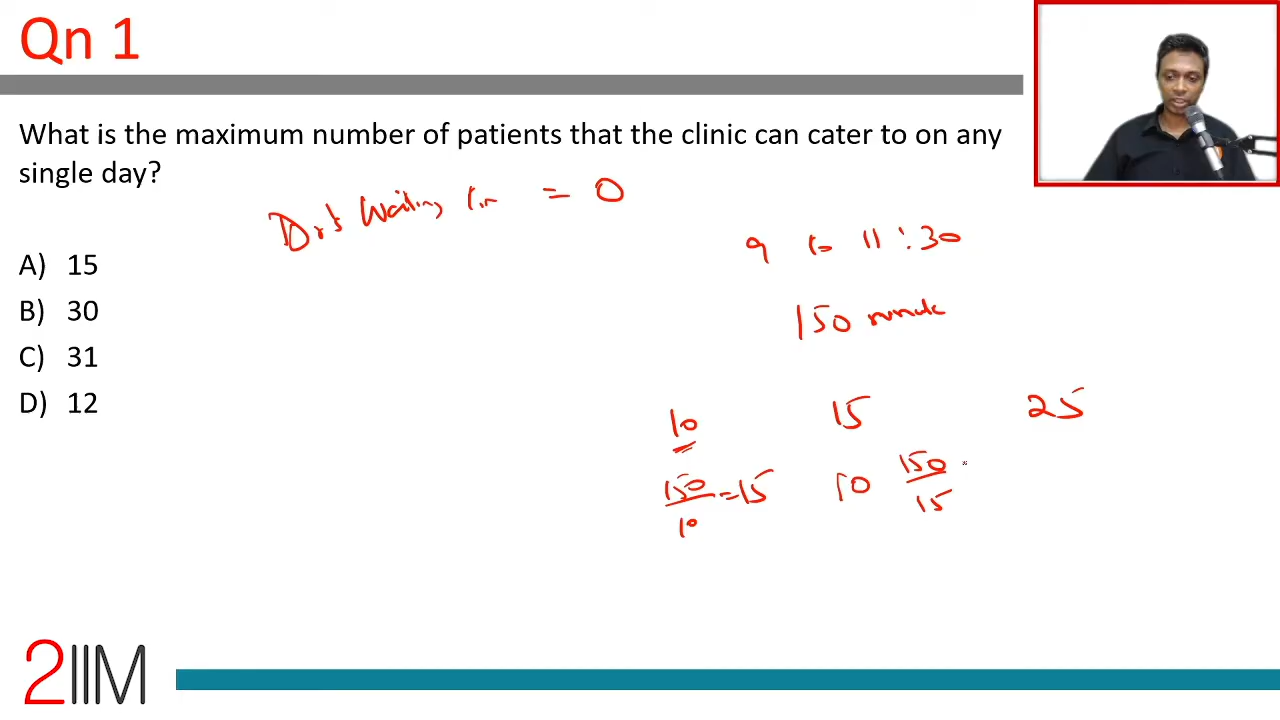 Qn 1
What is the maximum number of patients that the clinic can cater to on any
single day?
Dr's Waiting = 0
A) 15
B) 30
C) 31
D) 12
9 to 11:30
150
10 15 25
150/10 = 15 10 150/15
2IIM